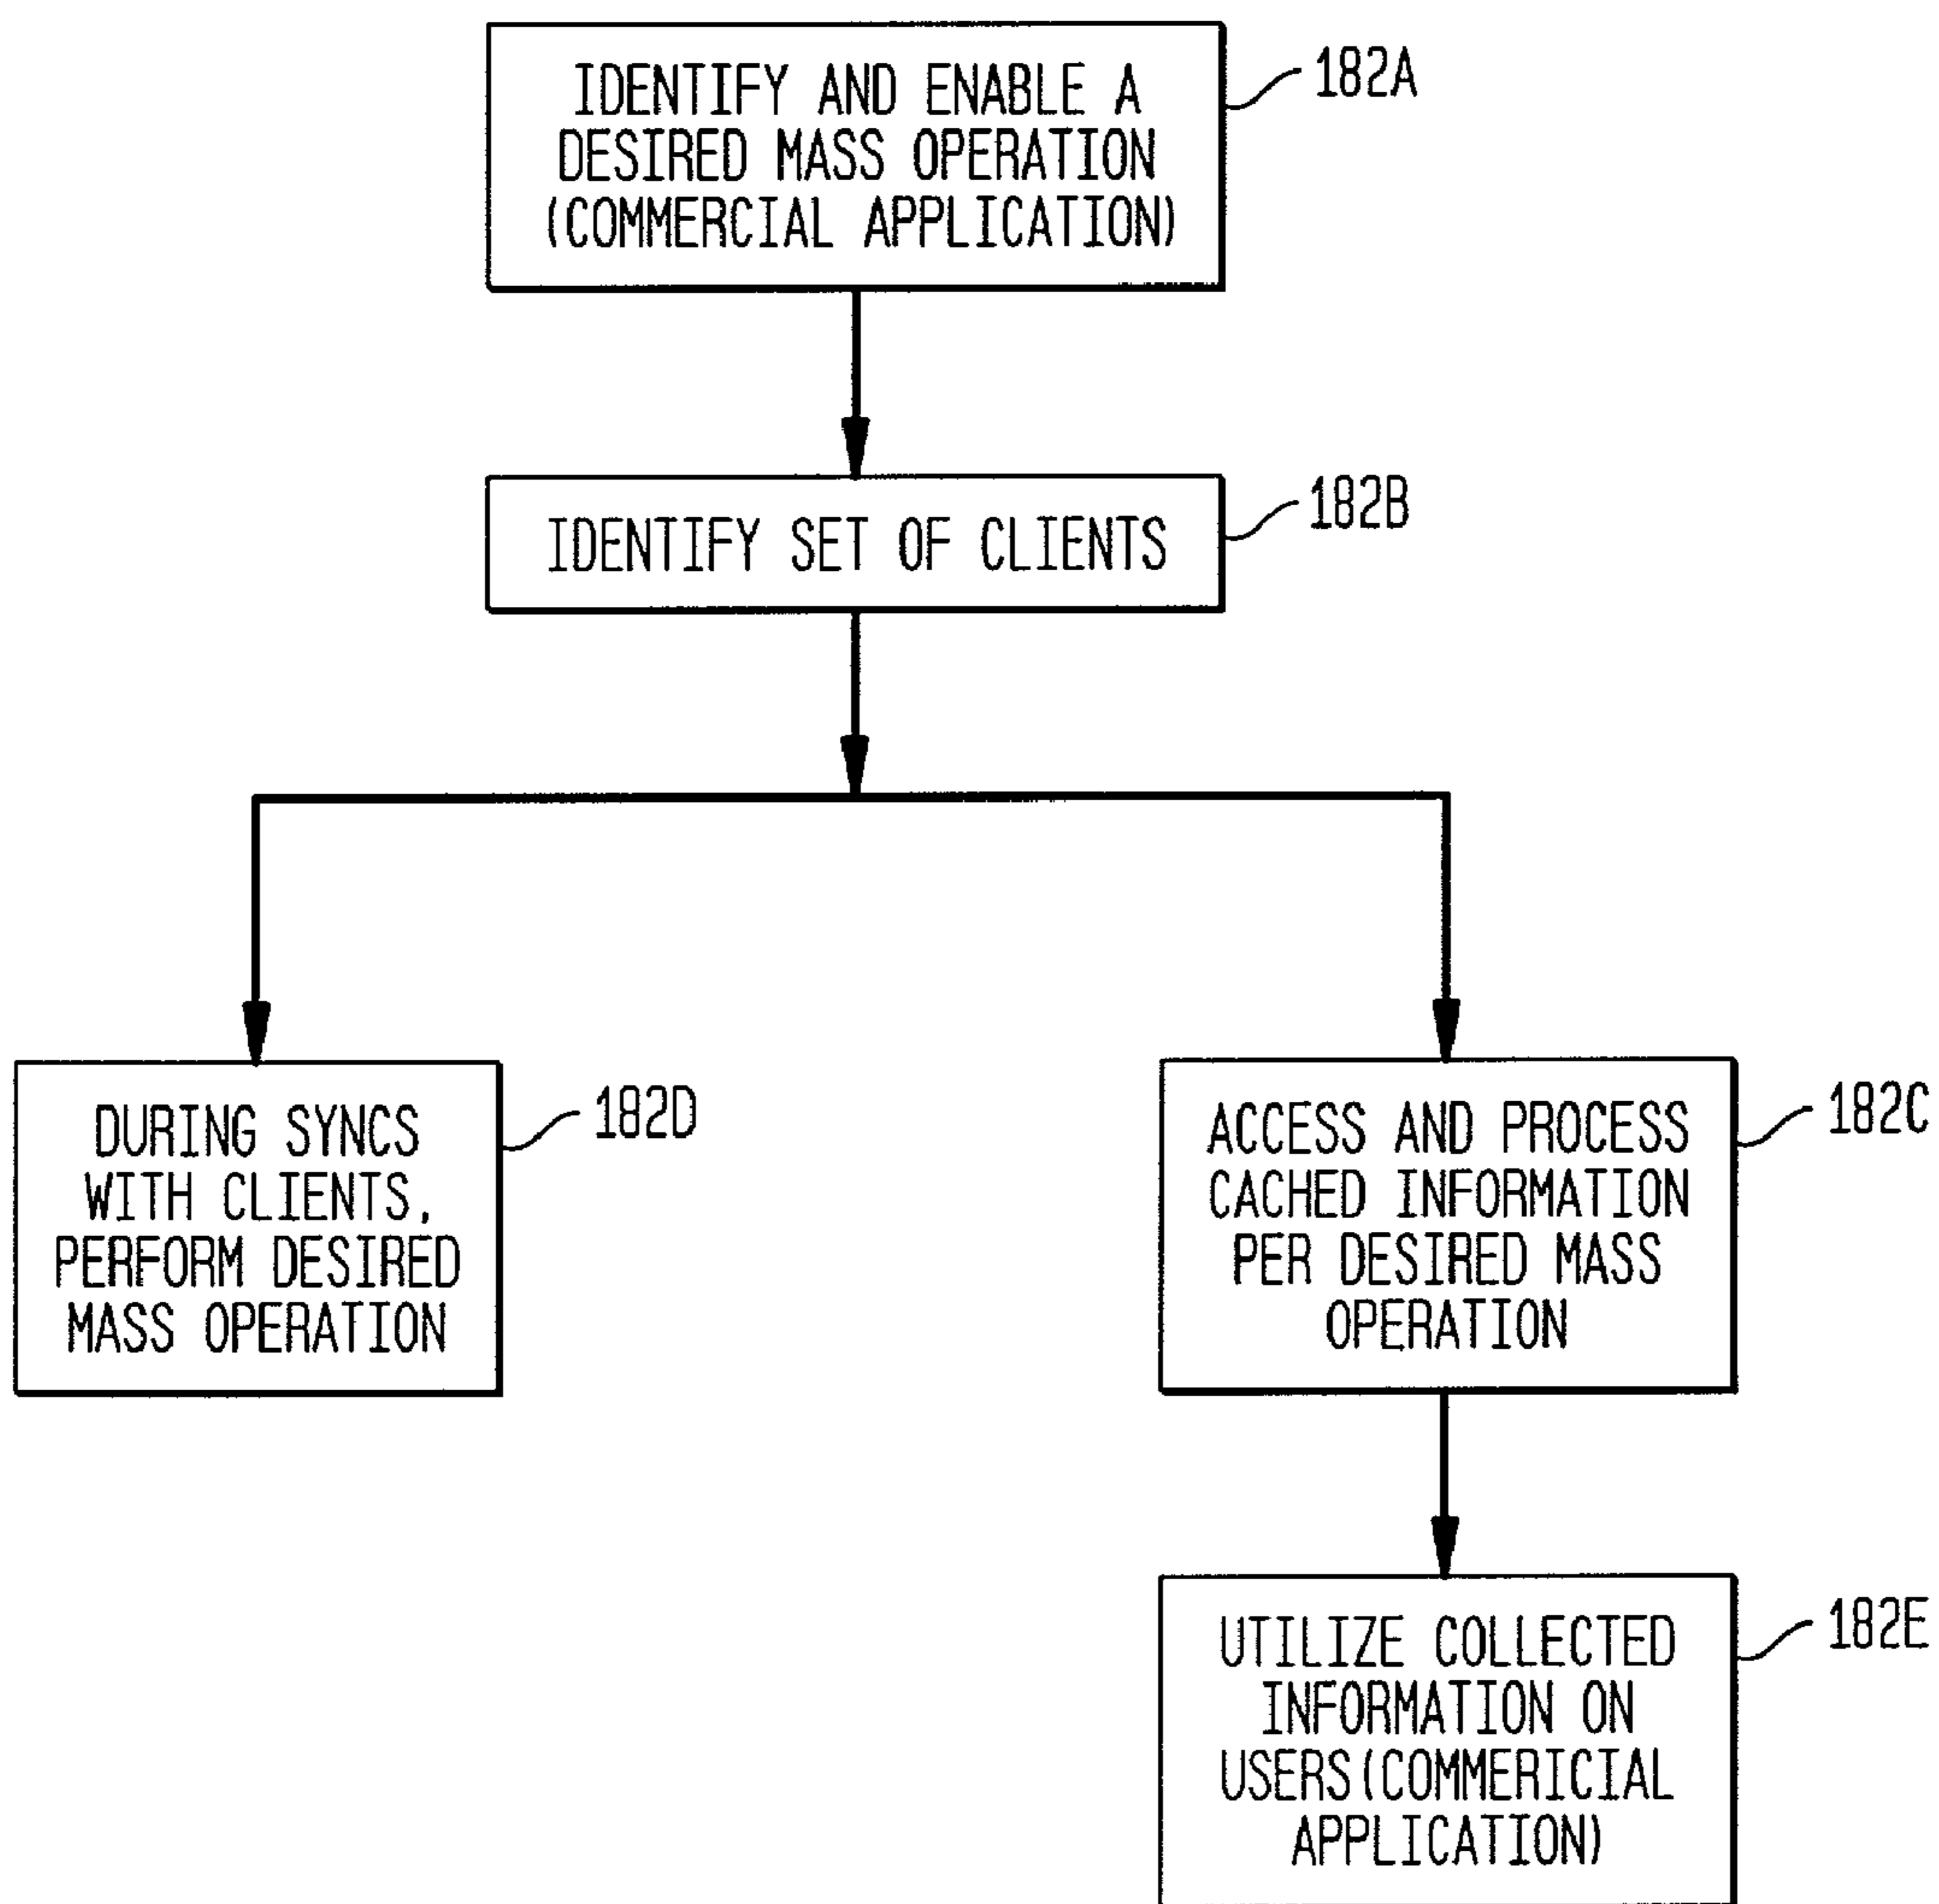 IDENTIFY AND ENABLE A
DESIRED MASS OPERATION
(COMMERCIAL APPLICATION)
182A
IDENTIFY SET OF CLIENTS
182B
DURING SYNCS
WITH CLIENTS,
PERFORM DESIRED
MASS OPERATION
182D
ACCESS AND PROCESS
CACHED INFORMATION
PER DESIRED MASS
OPERATION
182C
UTILIZE COLLECTED
INFORMATION ON
USERS(COMMERICIAL
APPLICATION)
182E